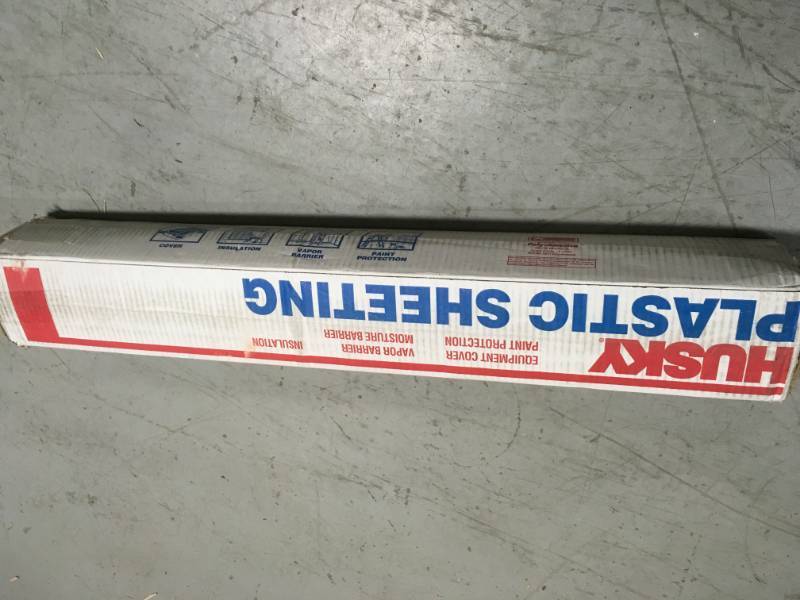 HUSKY®
PLASTIC SHEETING
EQUIPMENT COVER
PAINT PROTECTION
VAPOR BARRIER
MOISTURE BARRIER
INSULATION
PAINT
PROTECTION
VAPOR
BARRIER
INSULATION
COVER